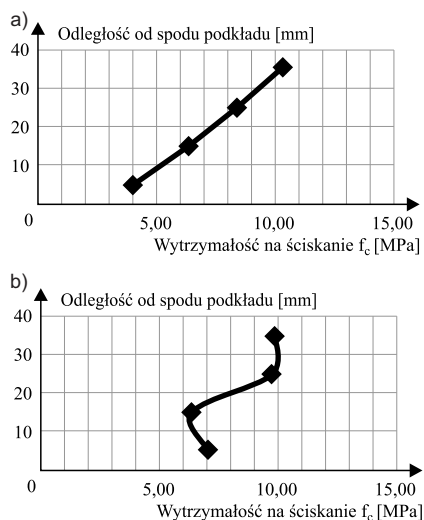 a)
Odległość od spodu podkładu [mm]
40
30
20
10
0
5,00 10,00 15,00
Wytrzymałość na ściskanie fc [MPa]
b)
Odległość od spodu podkładu [mm]
40
30
20
10
0
5,00 10,00 15,00
Wytrzymałość na ściskanie fc [MPa]